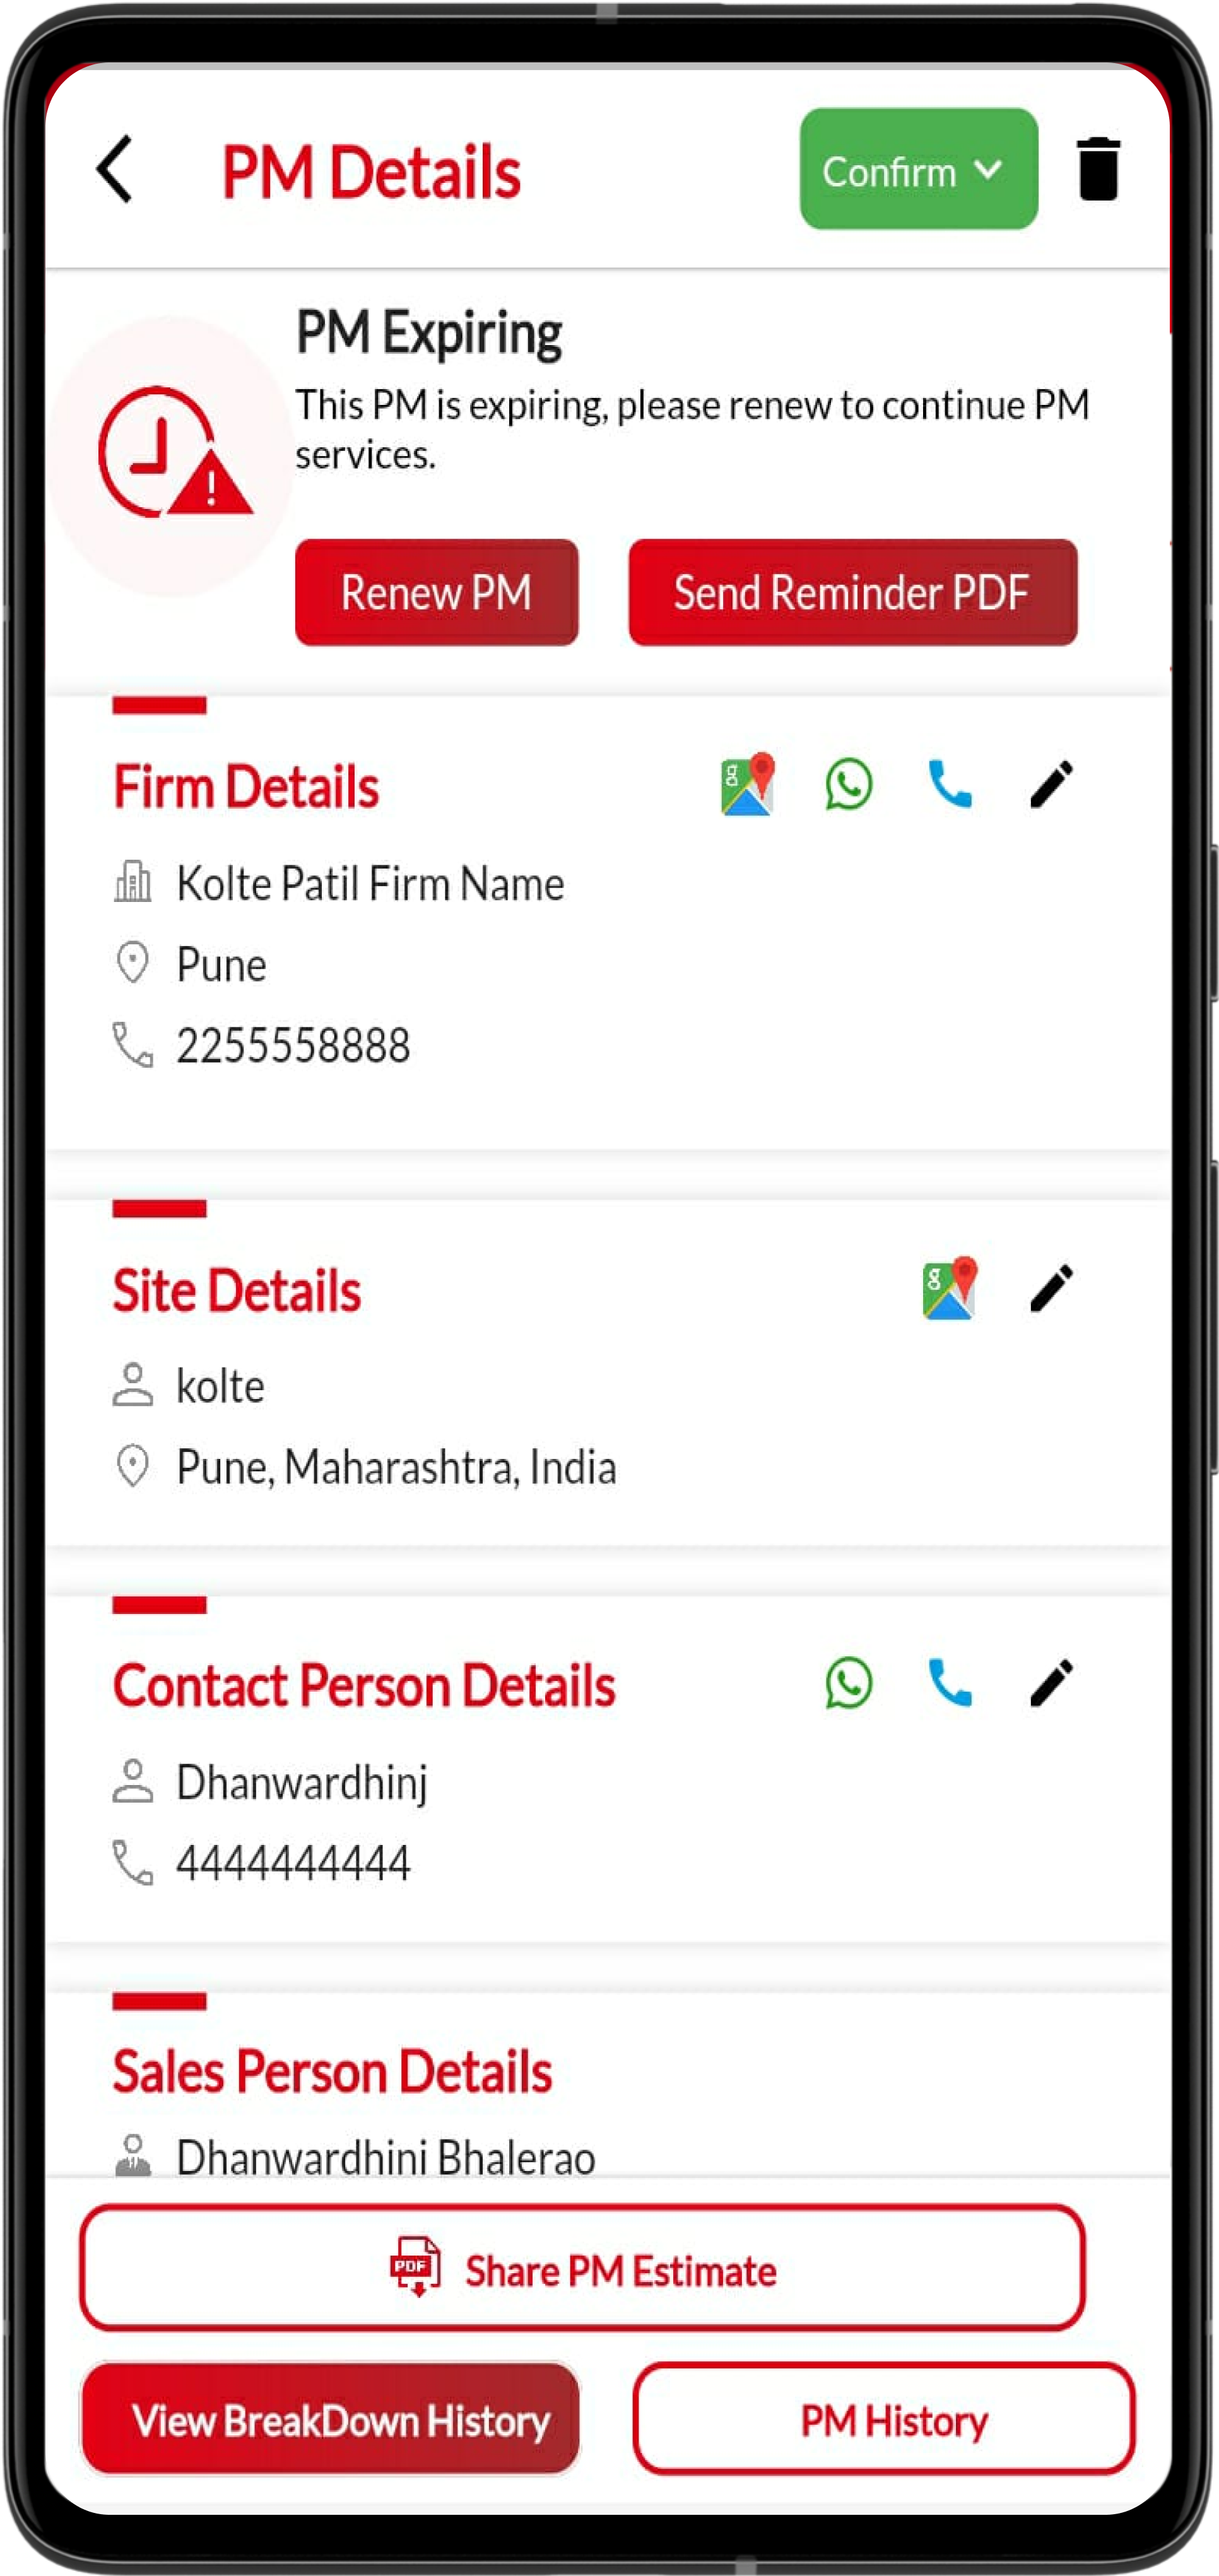 PM Details
Confirm
PM Expiring
This PM is expiring, please renew to continue PM
services.
Renew PM
Send Reminder PDF
Firm Details
Kolte Patil Firm Name
Pune
2255558888
Site Details
kolte
Pune, Maharashtra, India
Contact Person Details
Dhanwardhinj
4444444444
Sales Person Details
Dhanwardhini Bhalerao
PDF
Share PM Estimate
View BreakDown History
PM History